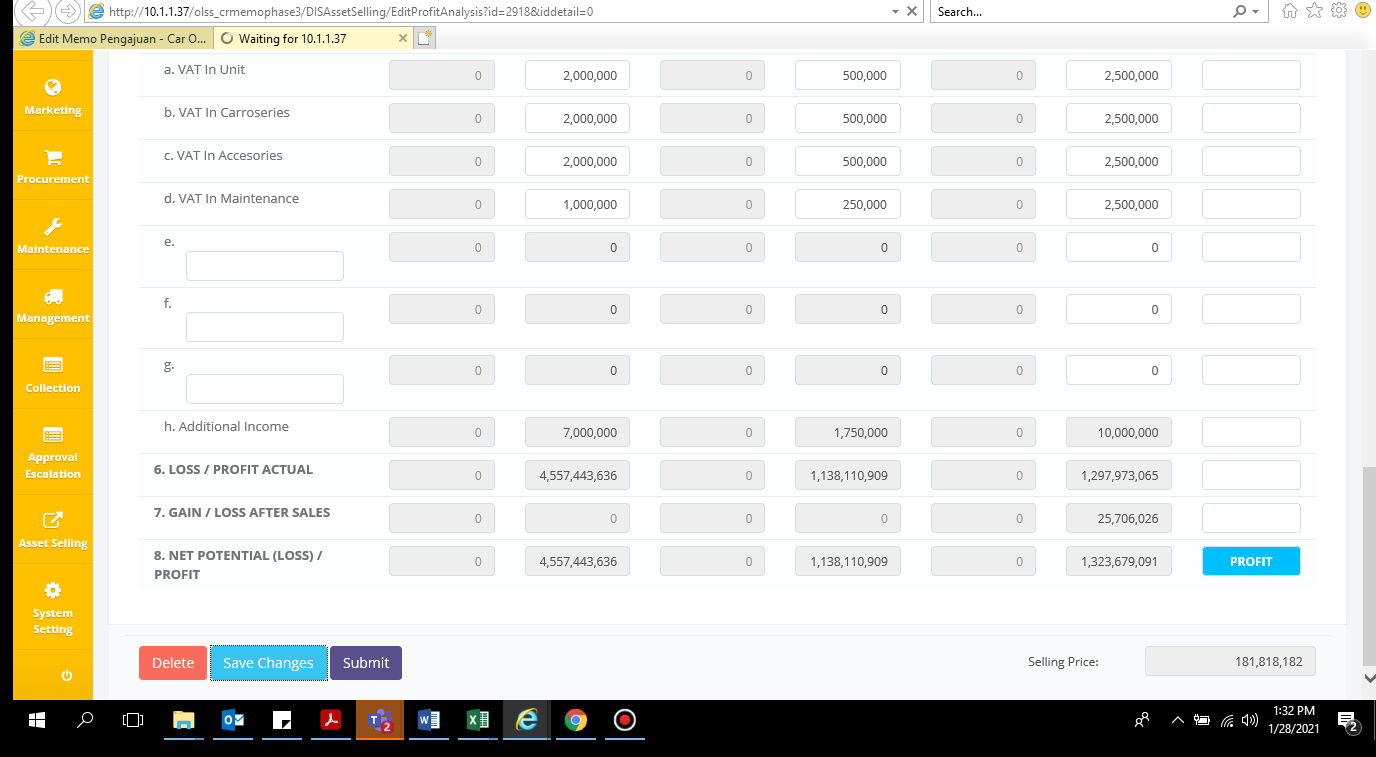 http://10.1.1.37/olss_crmemophase3/DISAssetSelling/EditProfitAnalysis?id=2918&iddetail=0
Search...
Edit Memo Pengajuan - Car O...
Waiting for 10.1.1.37
Marketing
Procurement
Maintenance
Management
Collection
Approval
Escalation
Asset Selling
System
Setting
a. VAT In Unit 0 2,000,000 0 500,000 0 2,500,000
b. VAT In Carroseries 0 2,000,000 0 500,000 0 2,500,000
c. VAT In Accesories 0 2,000,000 0 500,000 0 2,500,000
d. VAT In Maintenance 0 1,000,000 0 250,000 0 2,500,000
e. 0 0 0 0 0 0
f. 0 0 0 0 0 0
g. 0 0 0 0 0 0
h. Additional Income 0 7,000,000 0 1,750,000 0 10,000,000
6. LOSS / PROFIT ACTUAL 0 4,557,443,636 0 1,138,110,909 0 1,297,973,065
7. GAIN / LOSS AFTER SALES 0 0 0 0 0 25,706,026
8. NET POTENTIAL (LOSS) / 0 4,557,443,636 0 1,138,110,909 0 1,323,679,091 PROFIT
PROFIT
Delete Save Changes Submit Selling Price: 181,818,182
2
1:32 PM
1/28/2021
2